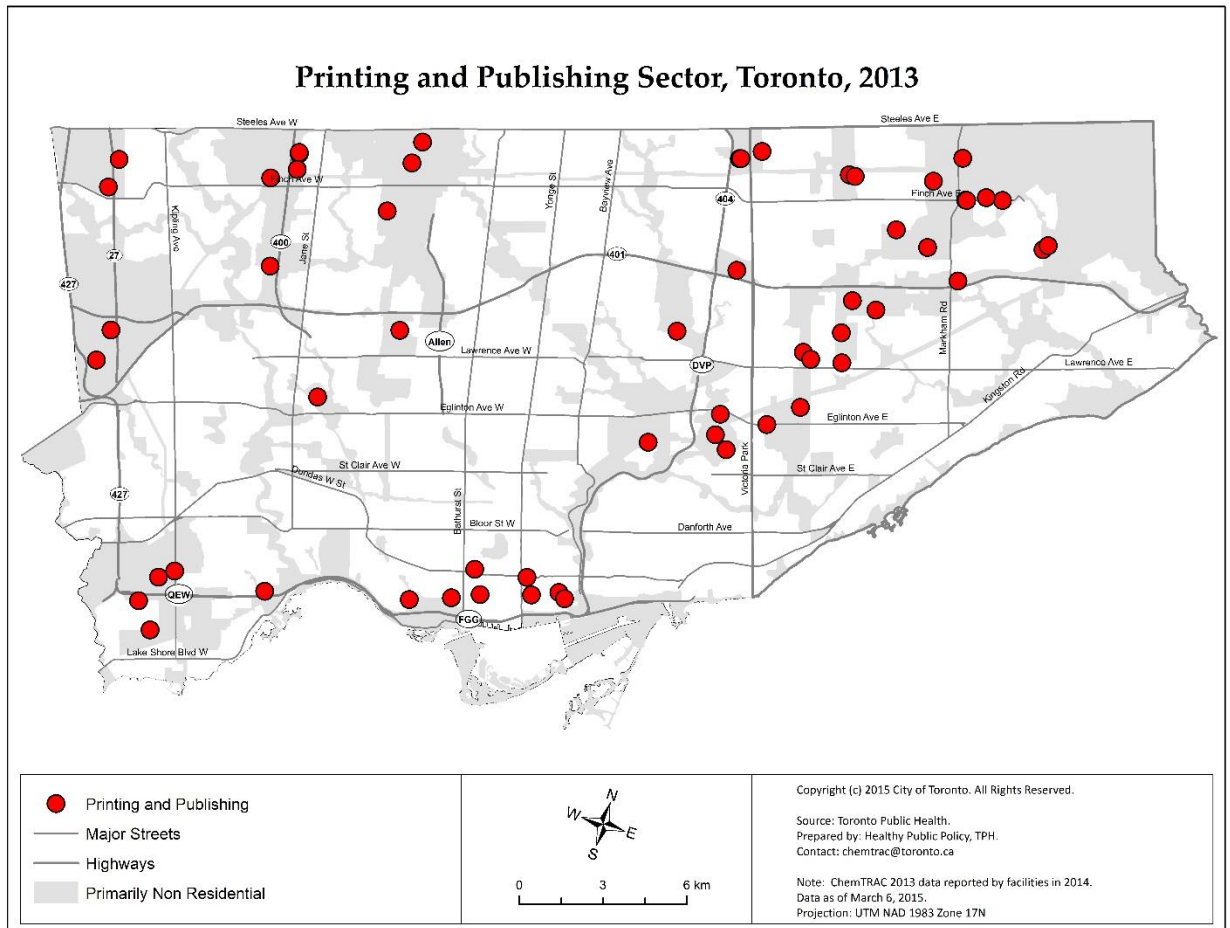 Printing and Publishing Sector, Toronto, 2013
Steeles Ave W
Steeles Ave E
Finch Ave W
Finch Ave E
Kipling Ave
Jane St
Yonge St
Bayview Ave
400
27
427
404
401
Allen
Lawrence Ave W
DVP
Markham Rd
Lawrence Ave E
Kingston Rd
Eglinton Ave W
Eglinton Ave E
Victoria Park
St Clair Ave W
St Clair Ave E
Dundas W St
427
Bathurst St
Bloor St W
Danforth Ave
QEW
FGG
Lake Shore Blvd W
Printing and Publishing
Major Streets
Highways
Primarily Non Residential
N
W
E
S
0 3 6 km
Copyright (c) 2015 City of Toronto. All Rights Reserved.
Source: Toronto Public Health.
Prepared by: Healthy Public Policy, TPH.
Contact: chemtrac@toronto.ca
Note: ChemTRAC 2013 data reported by facilities in 2014.
Data as of March 6, 2015.
Projection: UTM NAD 1983 Zone 17N